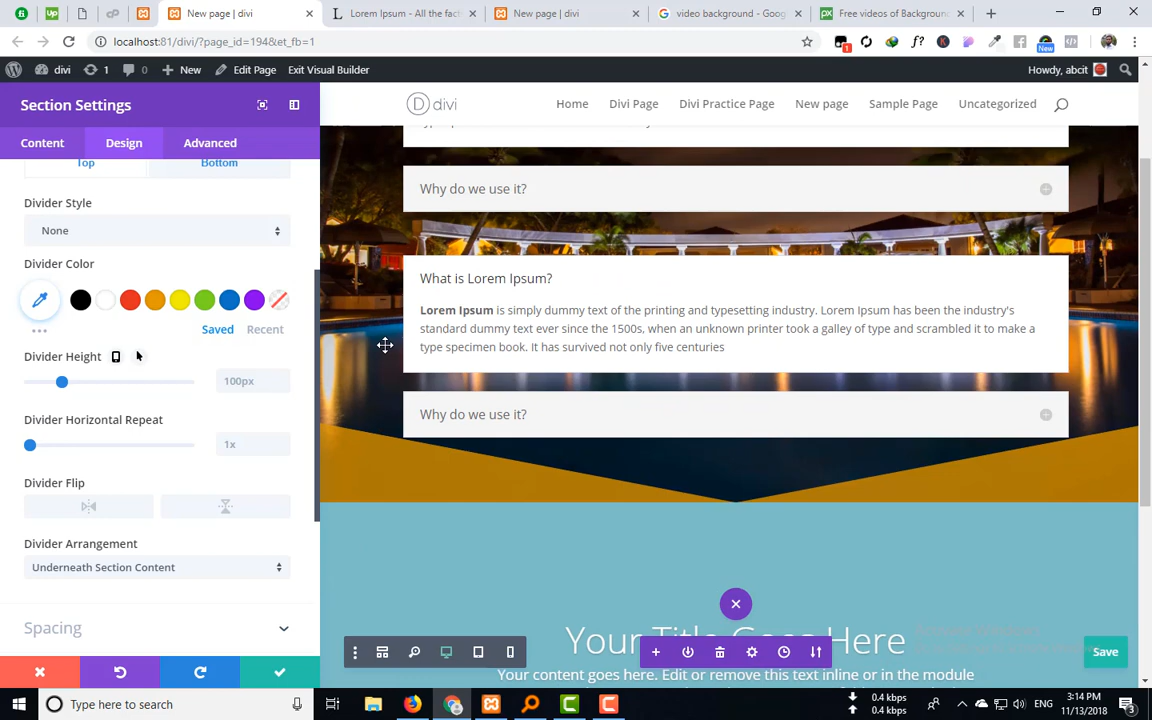 New page | divi
Lorem Ipsum - All the fact
New page | divi
video background - Goog
Free videos of Background
localhost:81/divi/?page_id=194&et_fb=1
1
New
divi
1
0
New
Edit Page
Exit Visual Builder
Howdy, abcit
Section Settings
Content
Design
Advanced
divi
Home
Divi Page
Divi Practice Page
New page
Sample Page
Uncategorized
Top
Bottom
Divider Style
None
Divider Color
Saved
Recent
Divider Height
100px
Divider Horizontal Repeat
1x
Divider Flip
Divider Arrangement
Underneath Section Content
Spacing
Why do we use it?
What is Lorem Ipsum?
Lorem Ipsum is simply dummy text of the printing and typesetting industry. Lorem Ipsum has been the industry's
standard dummy text ever since the 1500s, when an unknown printer took a galley of type and scrambled it to make a
type specimen book. It has survived not only five centuries
Why do we use it?
Your Title Goes Here
Your content goes here. Edit or remove this text inline or in the module
Save
Type here to search
0.4 kbps
0.4 kbps
ENG
3:14 PM
11/13/2018
3